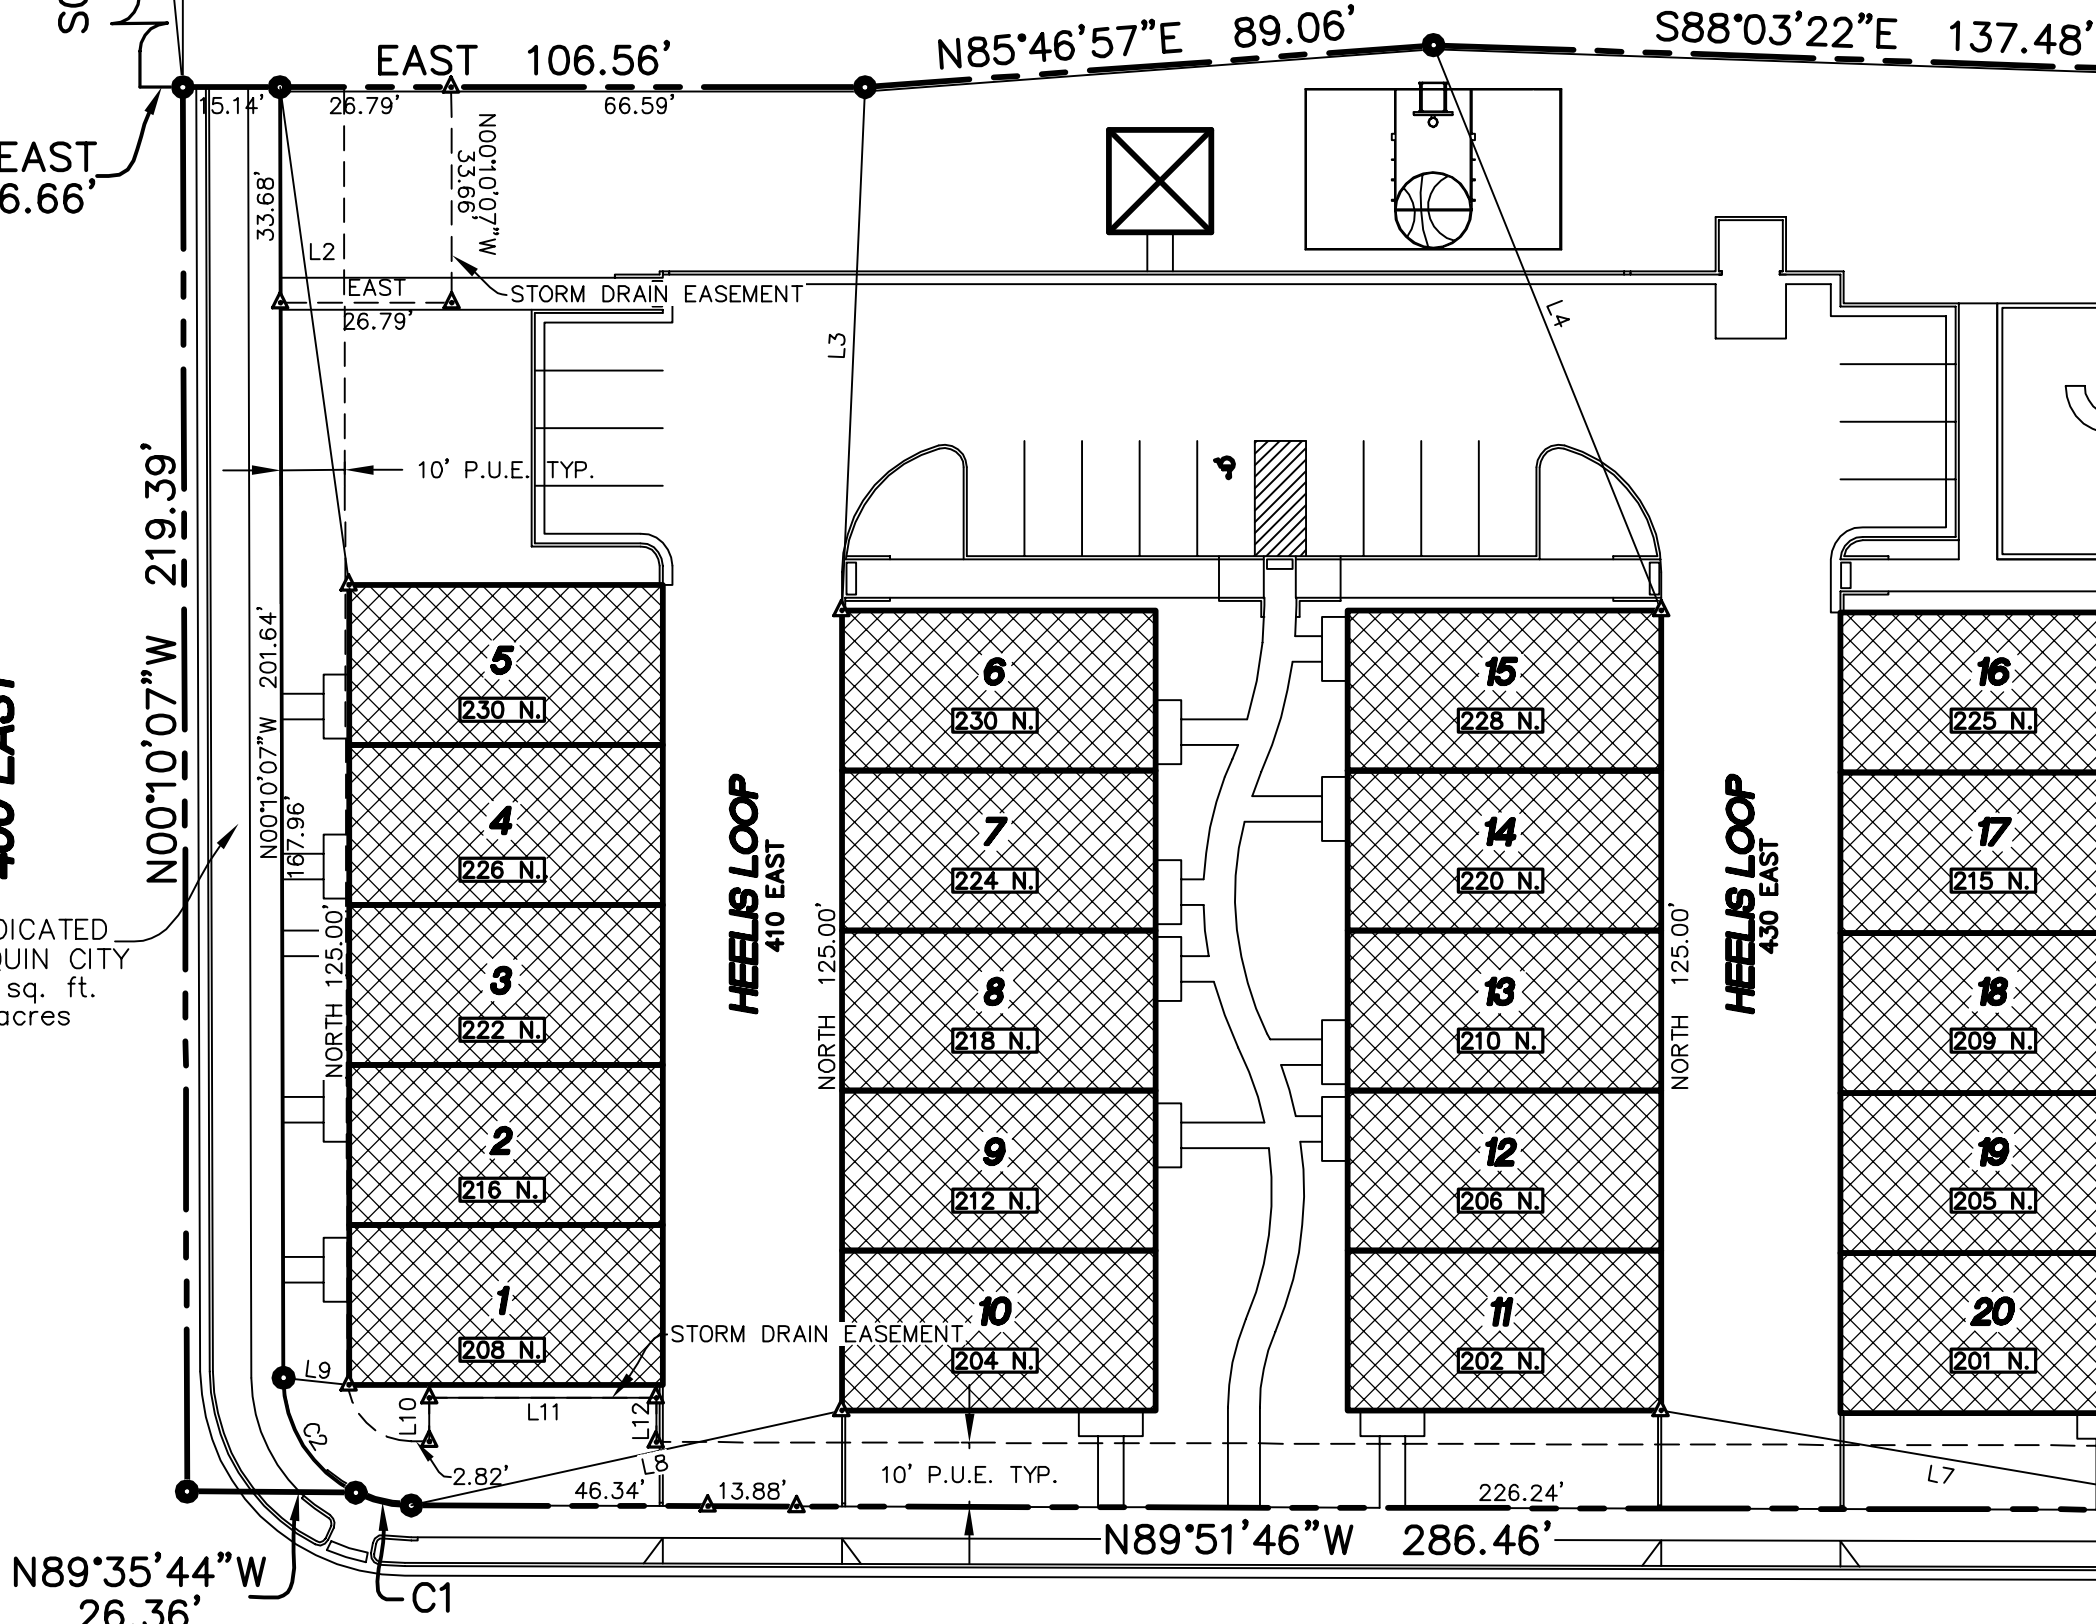 SO
EAST 106.56'
N85°46'57"E 89.06'
S88°03'22"E 137.48'
15.14'
26.79'
66.59'
EAST
6.66'
33.68'
N00°10'07"W
33.66'
L2
EAST
26.79'
STORM DRAIN EASEMENT
L3
L4
10' P.U.E. TYP.
N00°10'07"W 219.39'
N00°10'07"W 201.64'
167.96'
NORTH 125.00'
400 EAST
DICATED
QUIN CITY
sq. ft.
acres
5
230 N.
4
226 N.
3
222 N.
2
216 N.
1
208 N.
HEELIS LOOP
410 EAST
NORTH 125.00'
6
230 N.
7
224 N.
8
218 N.
9
212 N.
10
204 N.
15
228 N.
14
220 N.
13
210 N.
12
206 N.
11
202 N.
NORTH 125.00'
HEELIS LOOP
430 EAST
16
225 N.
17
215 N.
18
209 N.
19
205 N.
20
201 N.
STORM DRAIN EASEMENT
L9
L10
L11
L12
C2
2.82'
L8
46.34'
13.88'
10' P.U.E. TYP.
226.24'
L7
N89°51'46"W 286.46'
N89°35'44"W
26.36'
C1